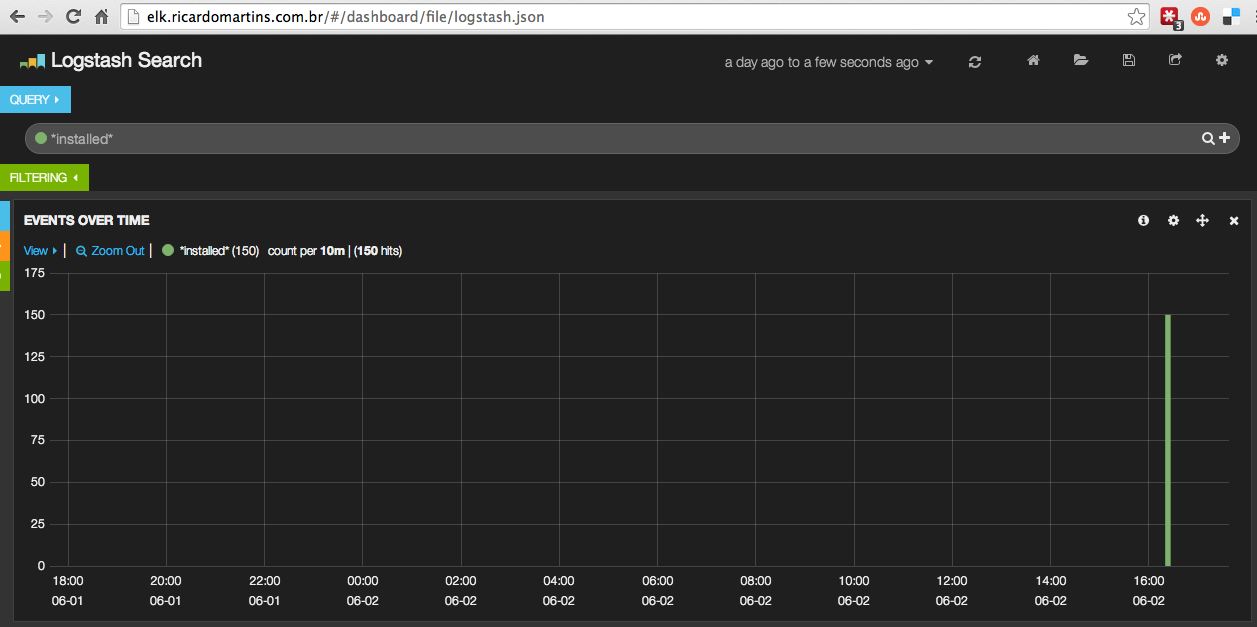 elk.ricardomartins.com.br/#/dashboard/file/logstash.json
3
Logstash Search
a day ago to a few seconds ago
QUERY
*installed*
FILTERING
EVENTS OVER TIME
View | Zoom Out | *installed* (150) count per 10m | (150 hits)
175
150
125
100
75
50
25
0
18:00 20:00 22:00 00:00 02:00 04:00 06:00 08:00 10:00 12:00 14:00 16:00
06-01 06-01 06-01 06-02 06-02 06-02 06-02 06-02 06-02 06-02 06-02 06-02